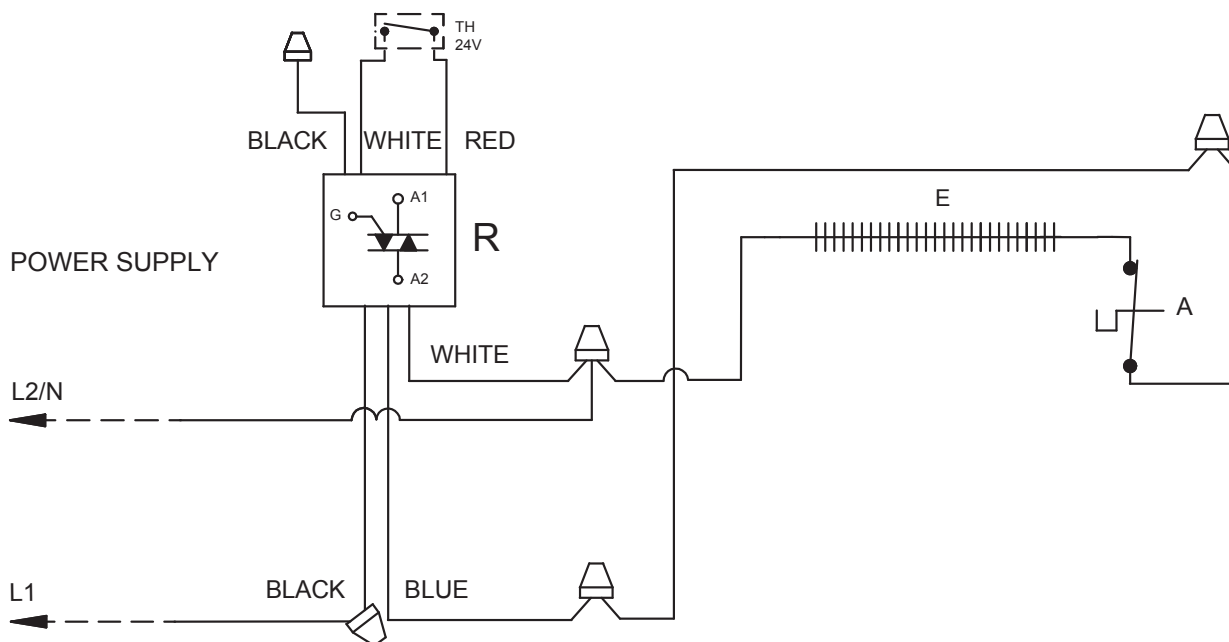 TH
24V
BLACK WHITE RED
E
A1
G
R
A2
POWER SUPPLY
A
WHITE
L2/N
BLACK BLUE
L1